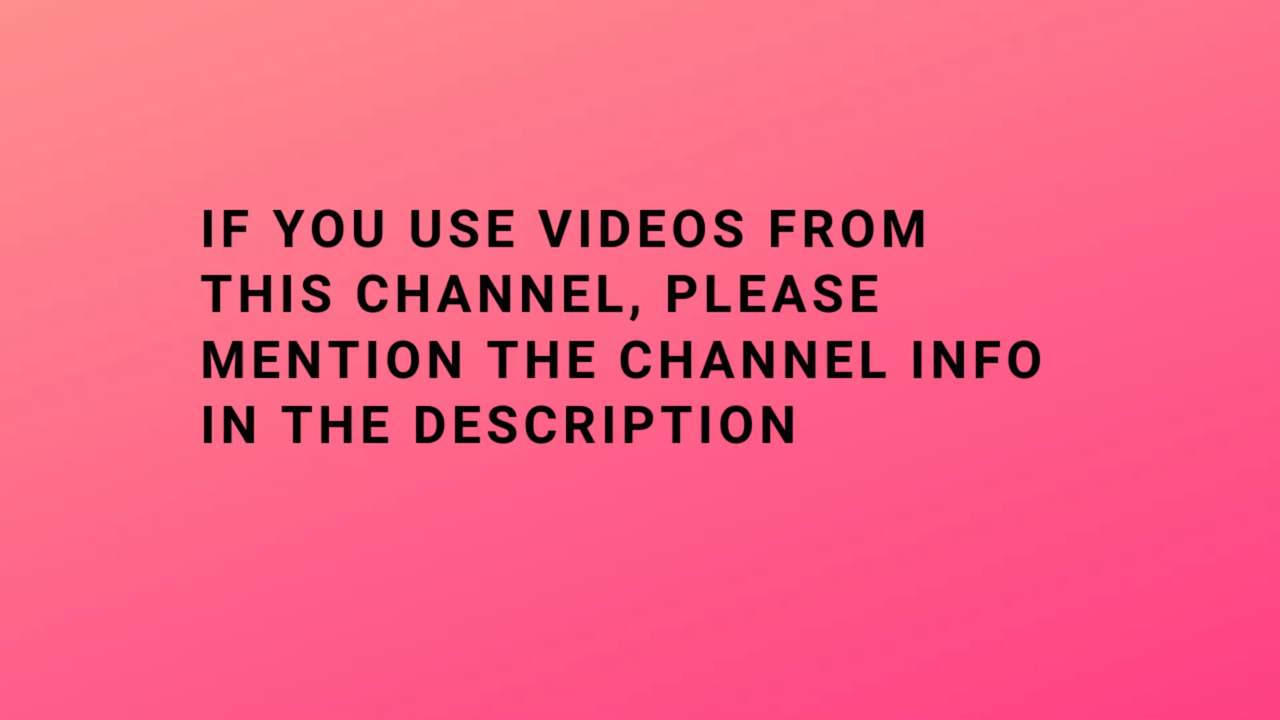 IF YOU USE VIDEOS FROM
THIS CHANNEL, PLEASE
MENTION THE CHANNEL INFO
IN THE DESCRIPTION